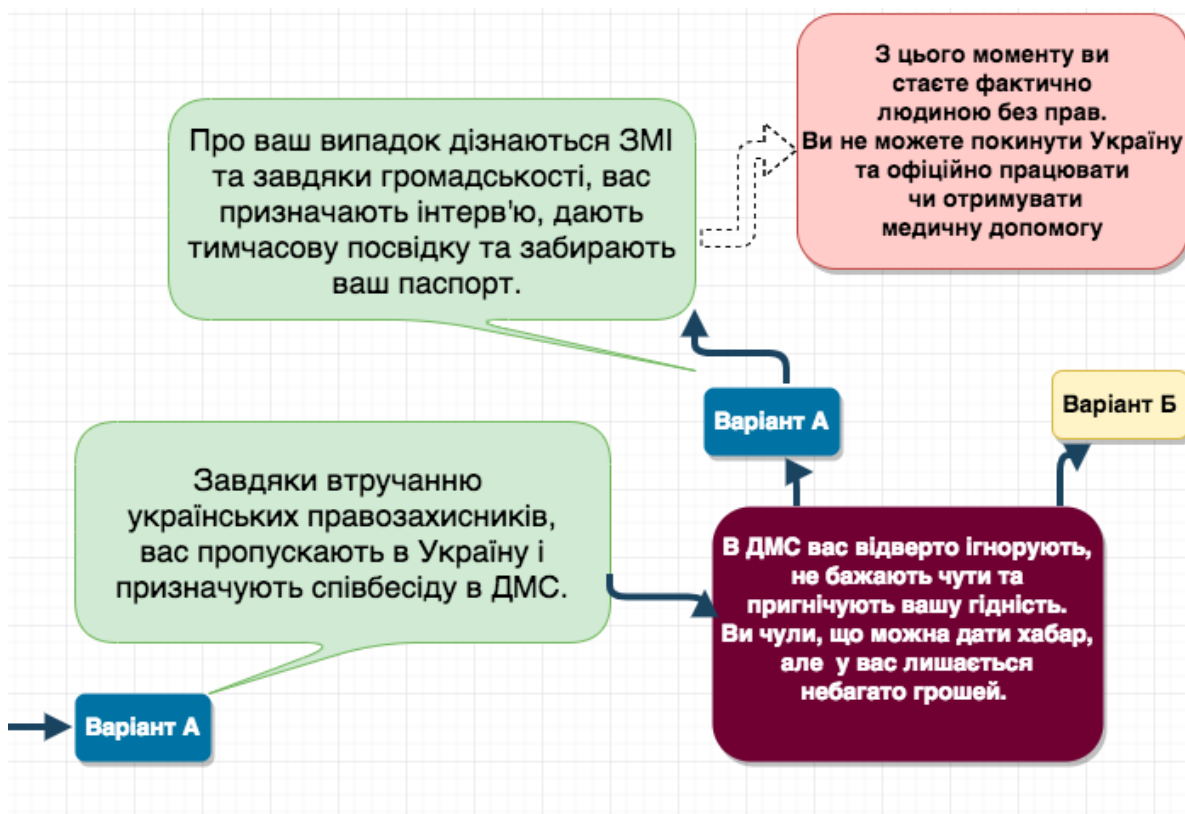 З цього моменту ви
стаєте фактично
людиною без прав.
Ви не можете покинути Україну
та офіційно працювати
чи отримувати
медичну допомогу
Про ваш випадок дізнаються ЗМІ
та завдяки громадськості, вас
призначають інтерв'ю, дають
тимчасову посвідку та забирають
ваш паспорт.
Варіант А
Варіант Б
Завдяки втручанню
українських правозахисників,
вас пропускають в Україну і
призначують співбесіду в ДМС.
В ДМС вас відверто ігнорують,
не бажають чути та
пригнічують вашу гідність.
Ви чули, що можна дати хабар,
але у вас лишається
небагато грошей.
Варіант А